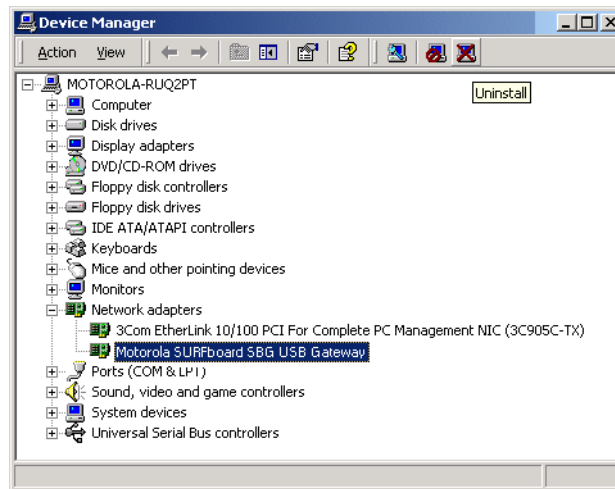 Device Manager
Action View
Uninstall
MOTOROLA-RUQ2PT
Computer
Disk drives
Display adapters
DVD/CD-ROM drives
Floppy disk controllers
Floppy disk drives
IDE ATA/ATAPI controllers
Keyboards
Mice and other pointing devices
Monitors
Network adapters
3Com EtherLink 10/100 PCI For Complete PC Management NIC (3C905C-TX)
Motorola SURFboard SBG USB Gateway
Ports (COM & LPT)
Sound, video and game controllers
System devices
Universal Serial Bus controllers